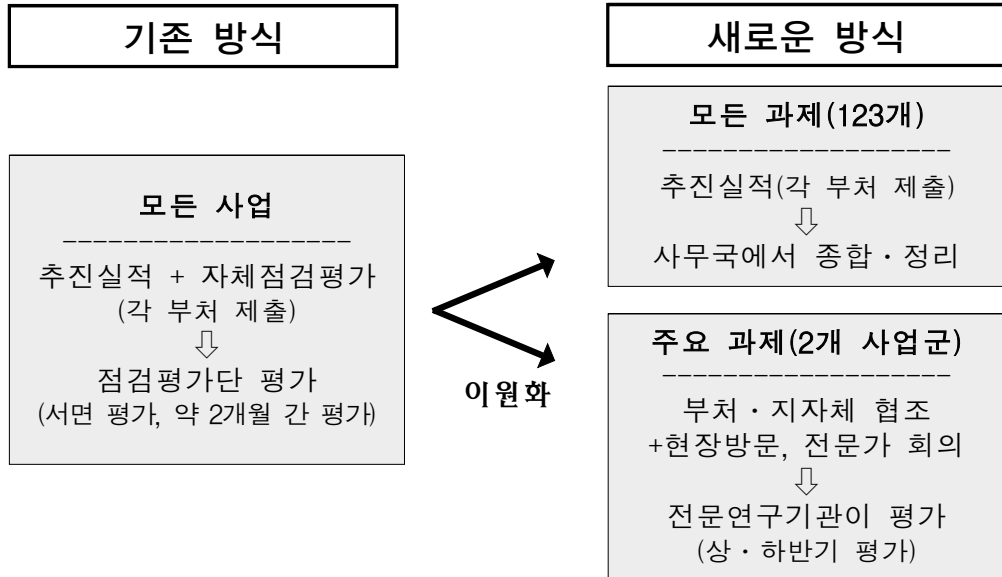 기존 방식
모든 사업
-------------------
추진실적 + 자체점검평가
(각 부처 제출)
⇩
점검평가단 평가
(서면 평가, 약 2개월 간 평가)
이원화
새로운 방식
모든 과제(123개)
-------------------
추진실적(각 부처 제출)
⇩
사무국에서 종합・정리
주요 과제(2개 사업군)
-------------------
부처・지자체 협조
+현장방문, 전문가 회의
⇩
전문연구기관이 평가
(상・하반기 평가)